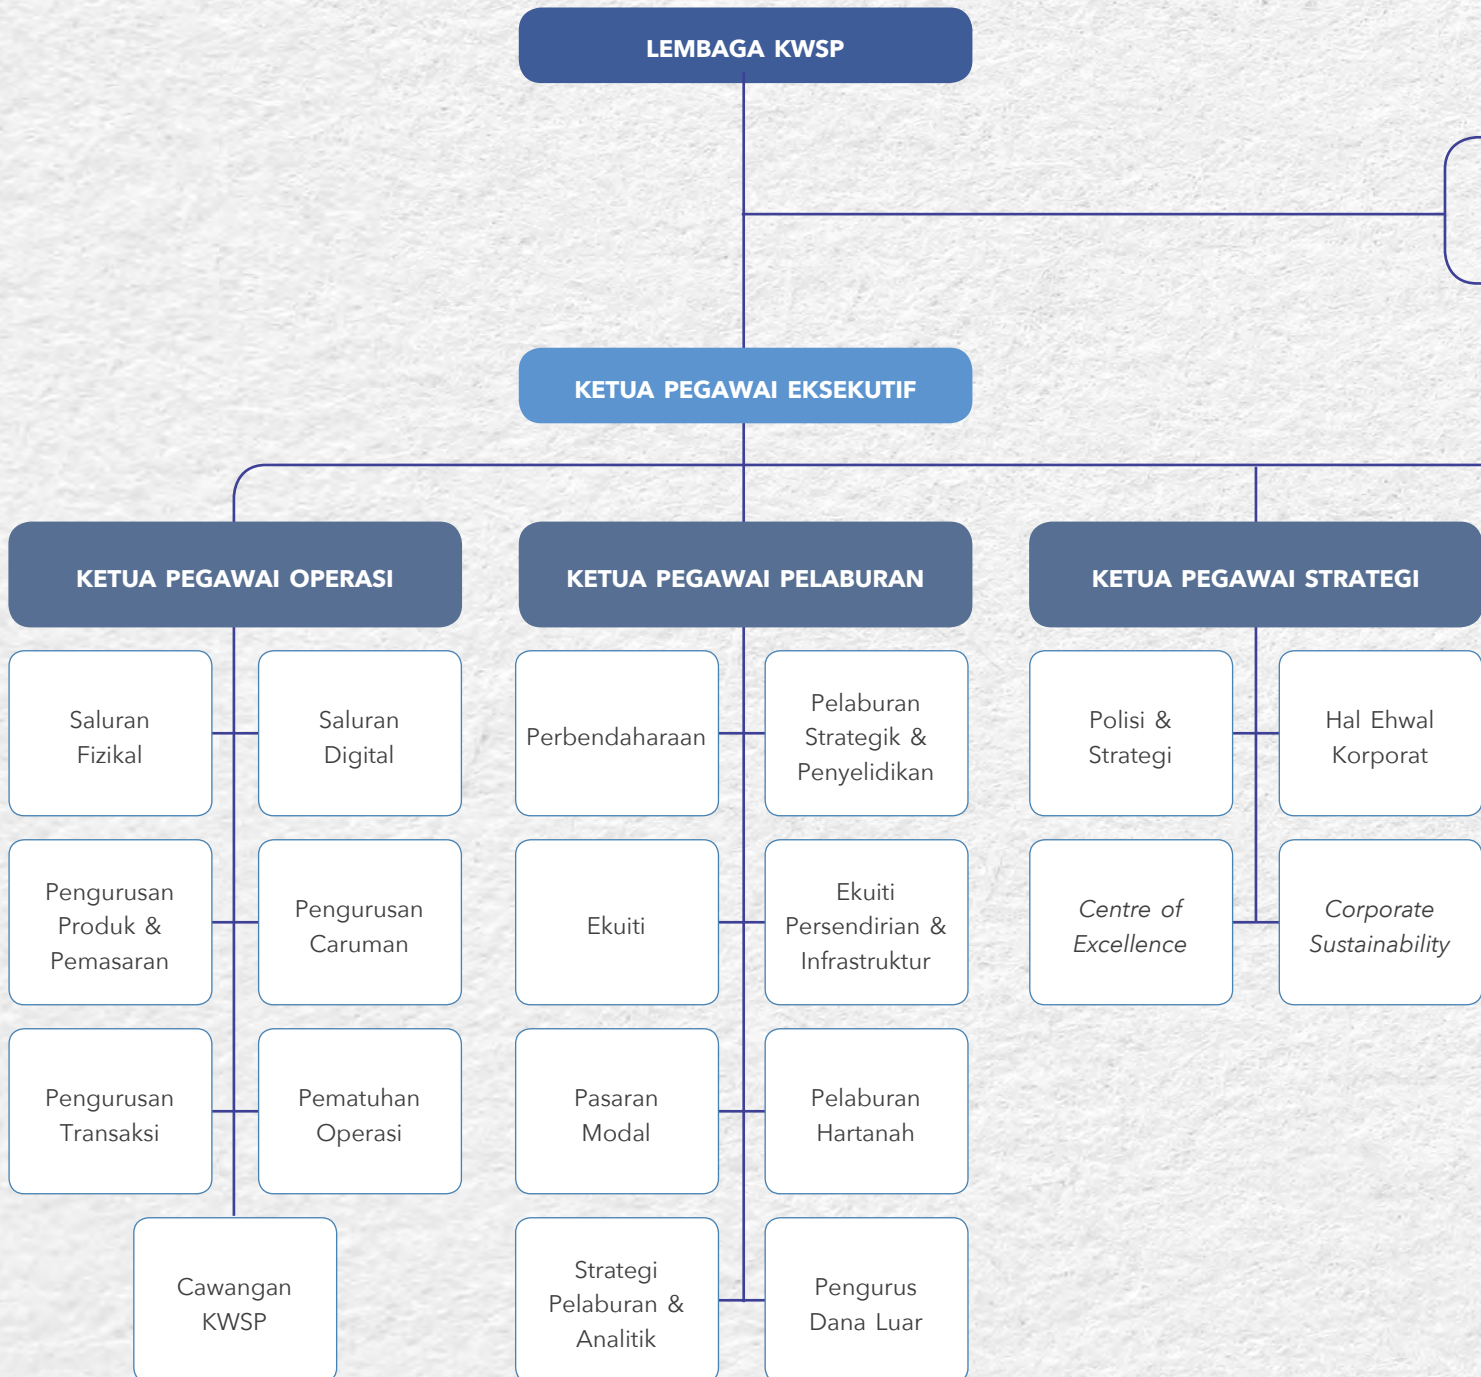 LEMBAGA KWSP
KETUA PEGAWAI EKSEKUTIF
KETUA PEGAWAI OPERASI
Saluran
Fizikal
Saluran
Digital
Pengurusan
Produk &
Pemasaran
Pengurusan
Caruman
Pengurusan
Transaksi
Pematuhan
Operasi
Cawangan
KWSP
KETUA PEGAWAI PELABURAN
Perbendaharaan
Pelaburan
Strategik &
Penyelidikan
Ekuiti
Ekuiti
Persendirian &
Infrastruktur
Pasaran
Modal
Pelaburan
Hartanah
Strategi
Pelaburan &
Analitik
Pengurus
Dana Luar
KETUA PEGAWAI STRATEGI
Polisi &
Strategi
Hal Ehwal
Korporat
Centre of
Excellence
Corporate
Sustainability